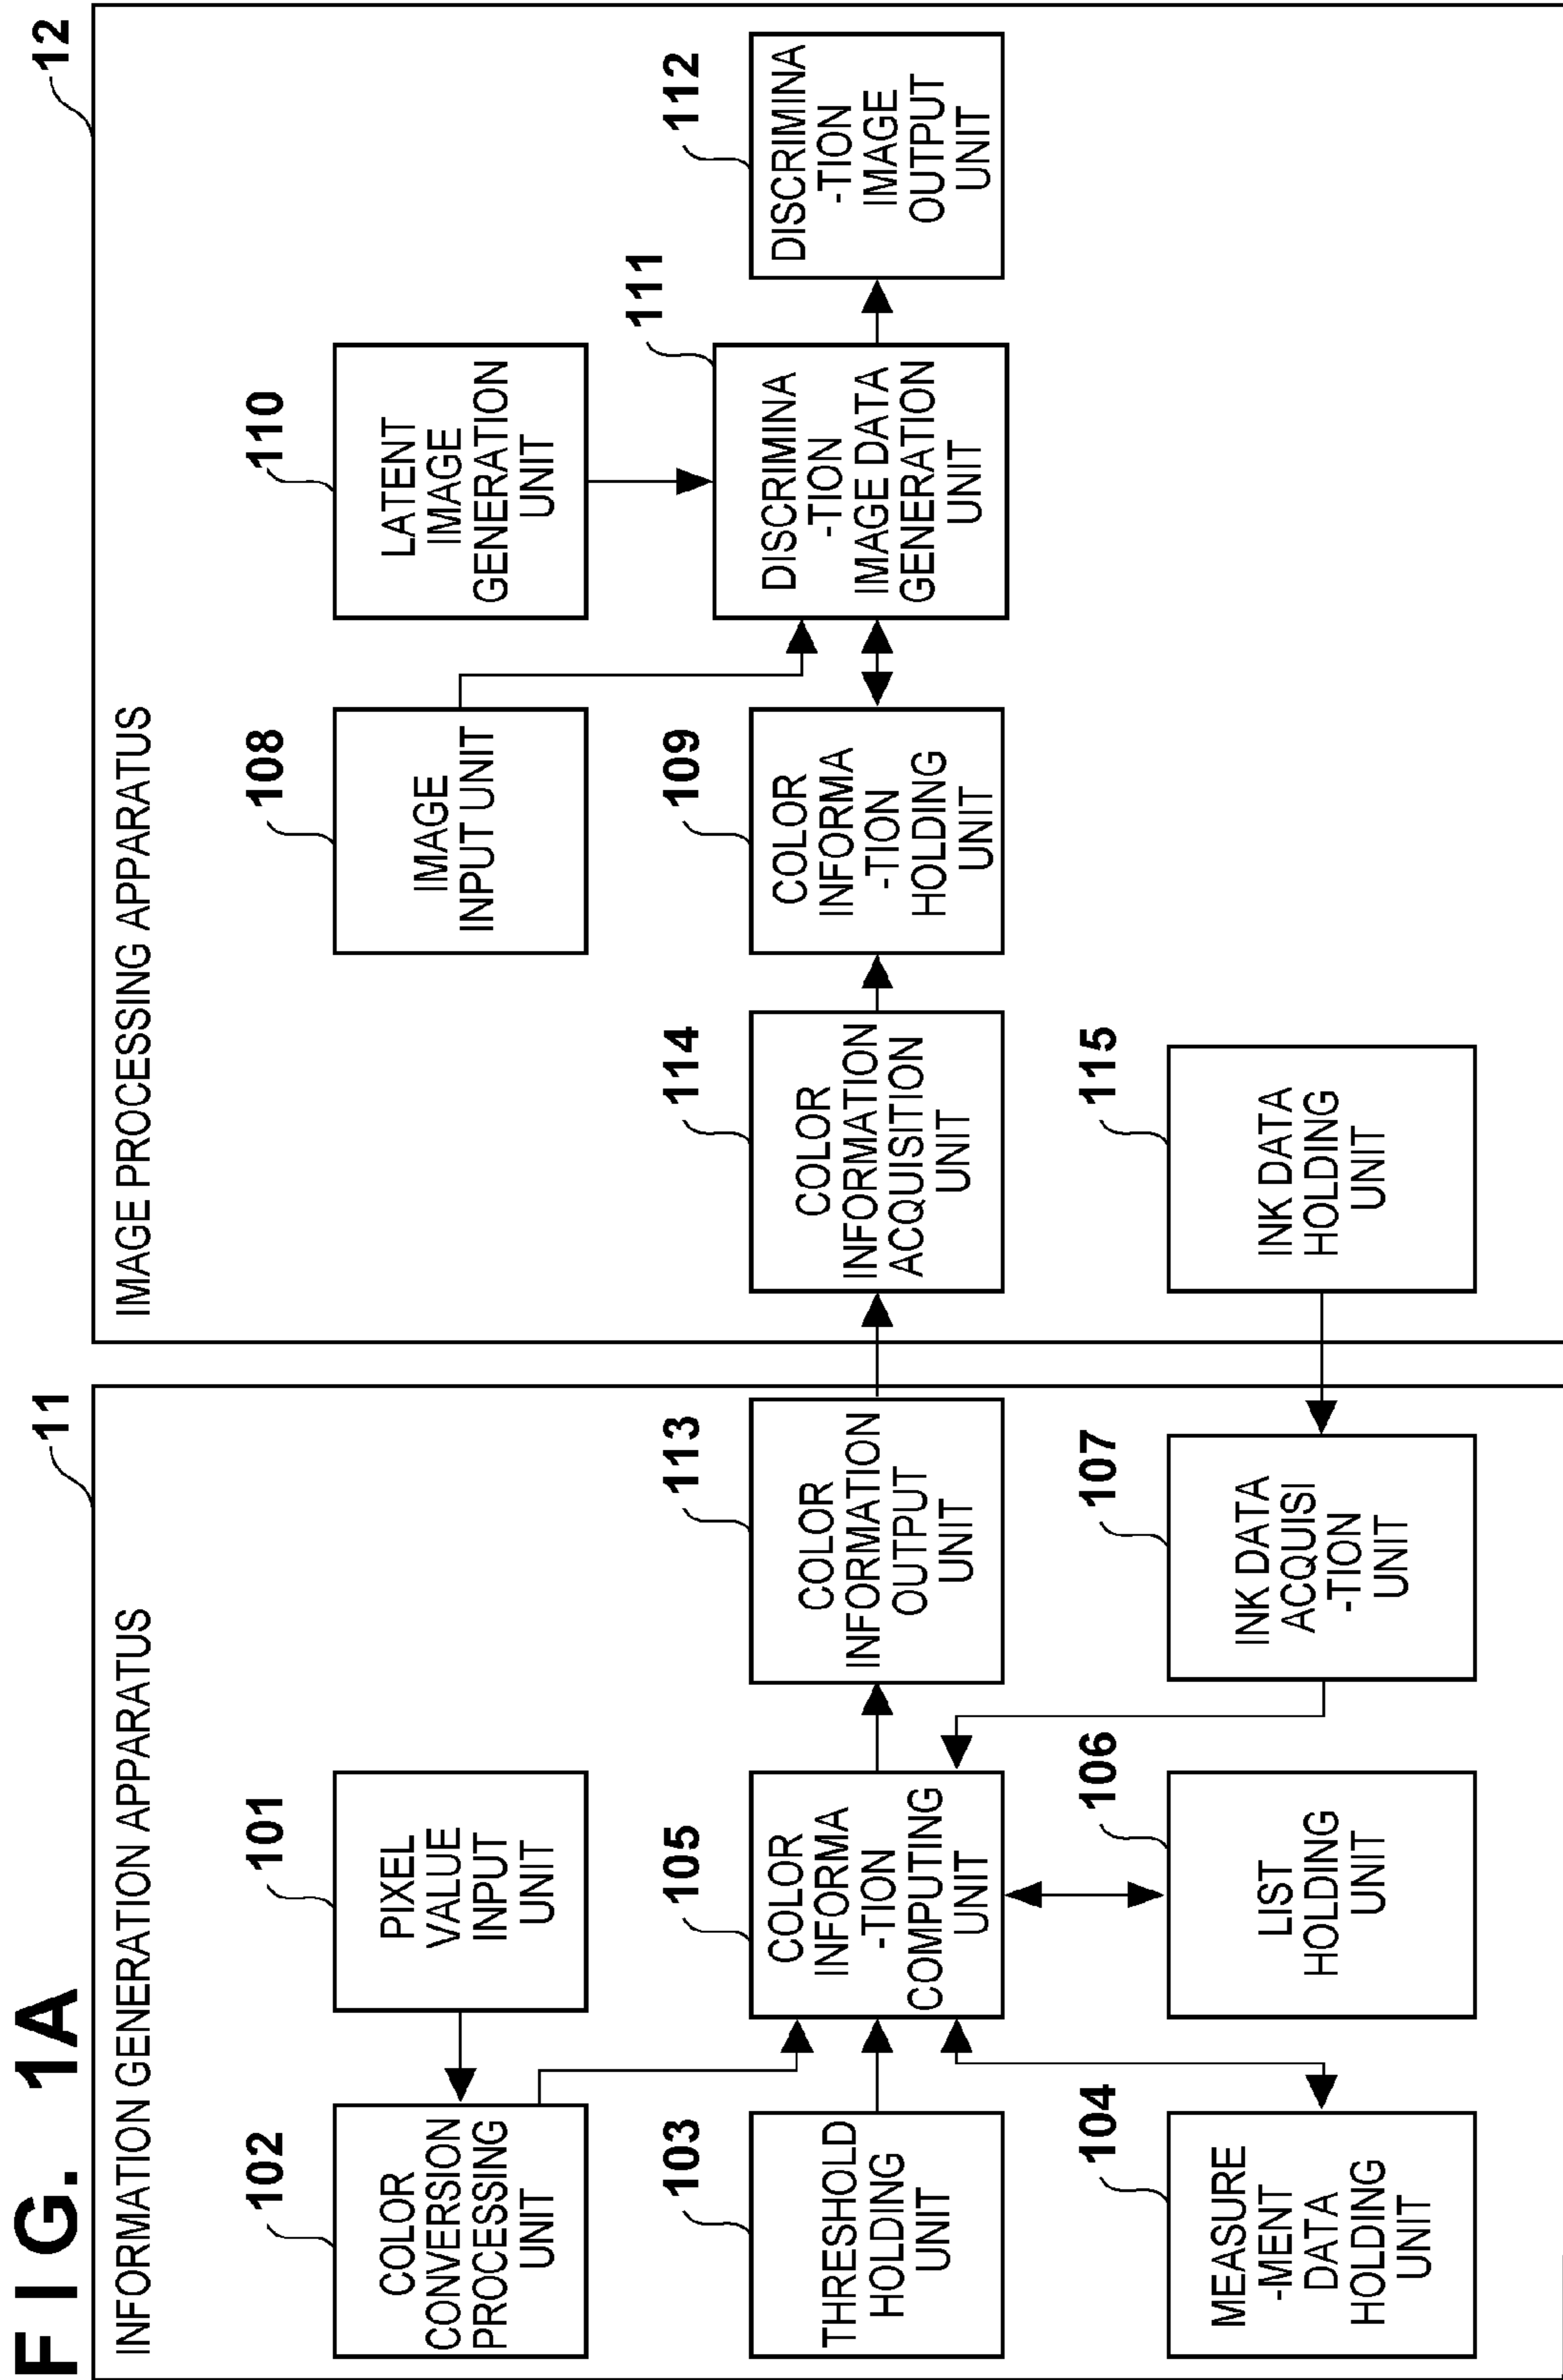 FIG. 1A
11
INFORMATION GENERATION APPARATUS
102
COLOR
CONVERSION
PROCESSING
UNIT
101
PIXEL
VALUE
INPUT
UNIT
103
THRESHOLD
HOLDING
UNIT
105
COLOR
INFORMA
-TION
COMPUTING
UNIT
113
COLOR
INFORMATION
OUTPUT
UNIT
104
MEASURE
-MENT
DATA
HOLDING
UNIT
106
LIST
HOLDING
UNIT
107
INK DATA
ACQUISI
-TION
UNIT
12
IMAGE PROCESSING APPARATUS
108
IMAGE
INPUT UNIT
110
LATENT
IMAGE
GENERATION
UNIT
114
COLOR
INFORMATION
ACQUISITION
UNIT
109
COLOR
INFORMA
-TION
HOLDING
UNIT
111
DISCRIMINA
-TION
IMAGE DATA
GENERATION
UNIT
112
DISCRIMINA
-TION
IMAGE
OUTPUT
UNIT
115
INK DATA
HOLDING
UNIT